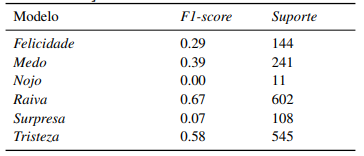 Modelo F1-score Suporte
Felicidade 0.29 144
Medo 0.39 241
Nojo 0.00 11
Raiva 0.67 602
Surpresa 0.07 108
Tristeza 0.58 545